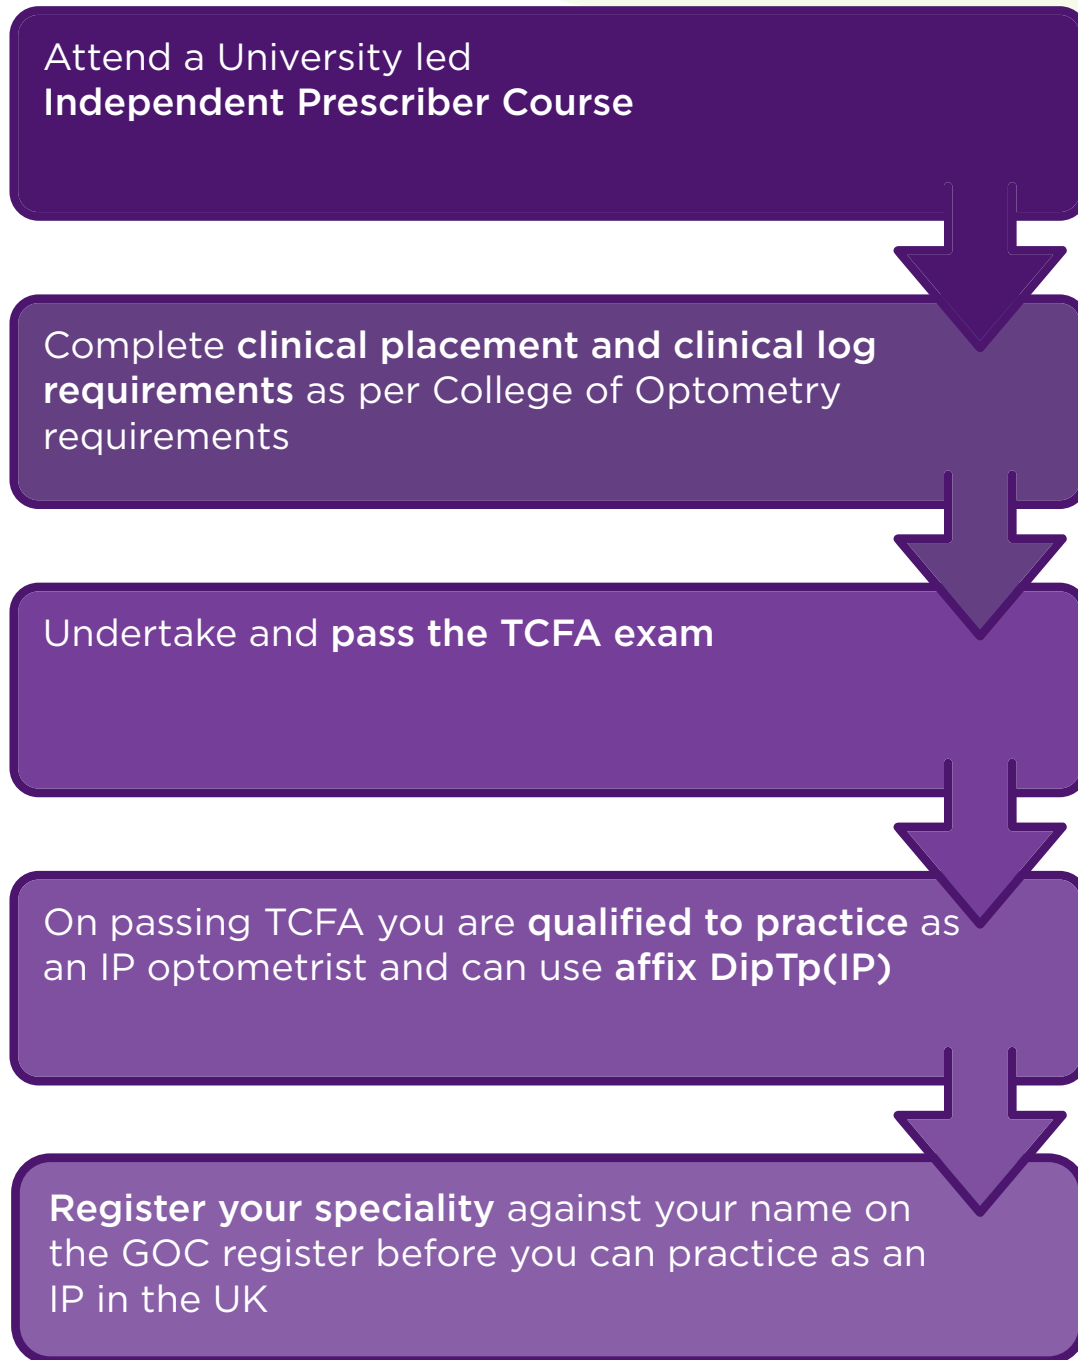 Attend a University led
Independent Prescriber Course
Complete clinical placement and clinical log
requirements as per College of Optometry
requirements
Undertake and pass the TCFA exam
On passing TCFA you are qualified to practice as
an IP optometrist and can use affix DipTp(IP)
Register your speciality against your name on
the GOC register before you can practice as an
IP in the UK